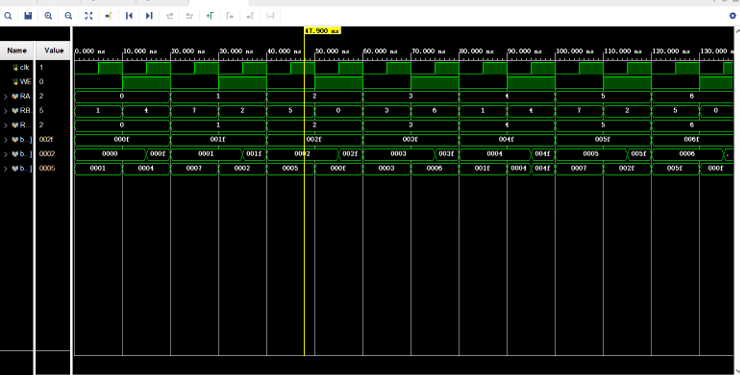 47.900 ns
Name Value 0.000 ns 10.000 ns 20.000 ns 30.000 ns 40.000 ns 50.000 ns 60.000 ns 70.000 ns 80.000 ns 90.000 ns 100.000 ns 110.000 ns 120.000 ns 130.000 ns
clk 1
WE 0
RA 2 0 1 2 3 4 5 6
RB 5 1 4 7 2 5 0 3 6 1 4 7 2 5 0
R... 2 0 1 2 3 4 5 6
b...] 002f 000f 001f 002f 003f 004f 005f 006f
b...] 0002 0000 000f 0001 001f 0002 002f 0003 003f 0004 004f 0005 005f 0006
b...] 0005 0001 0004 0007 0002 0005 000f 0003 0006 001f 0004 004f 0007 002f 005f 000f